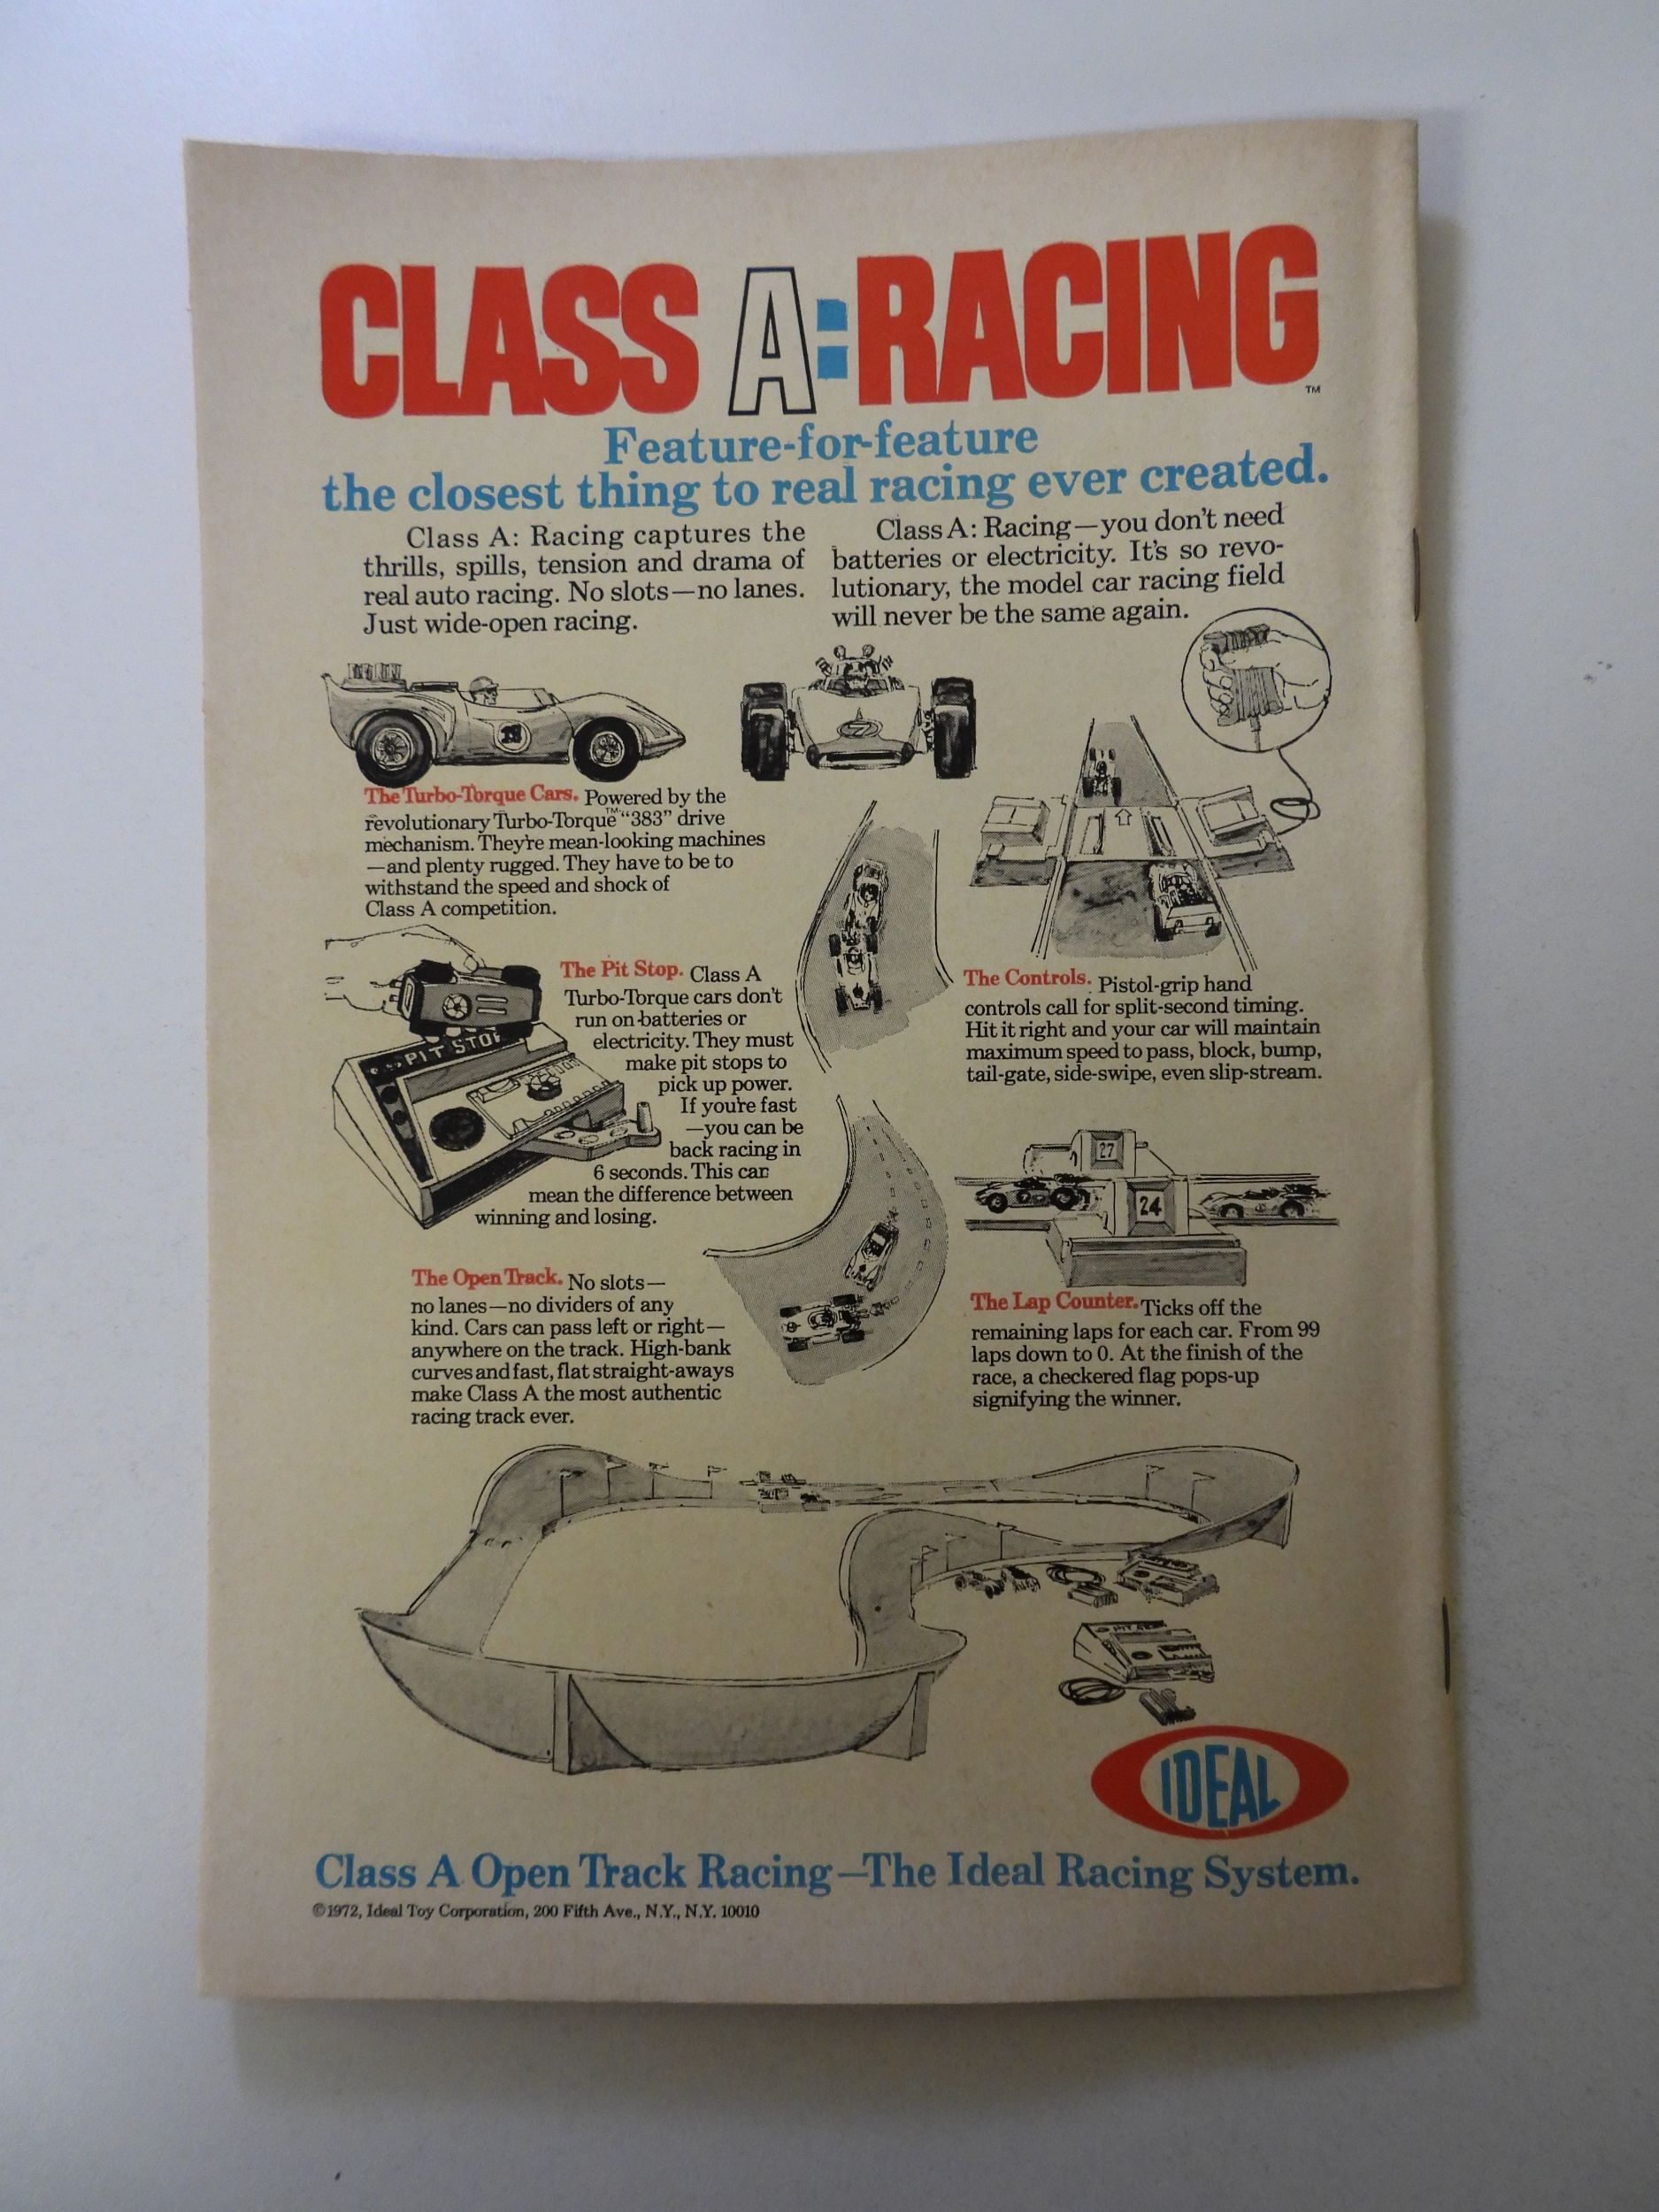 CLASS A:RACING
TM
Feature-for-feature
the closest thing to real racing ever created.
Class A: Racing captures the
thrills, spills, tension and drama of
real auto racing. No slots—no lanes.
Just wide-open racing.
Class A: Racing—you don't need
batteries or electricity. It's so revo-
lutionary, the model car racing field
will never be the same again.
7
The Turbo-Torque Cars. Powered by the
revolutionary Turbo-Torque™ "383" drive
mechanism. They're mean-looking machines
—and plenty rugged. They have to be to
withstand the speed and shock of
Class A competition.
PIT STOP
The Pit Stop. Class A
Turbo-Torque cars don't
run on batteries or
electricity. They must
make pit stops to
pick up power.
If you're fast
—you can be
back racing in
6 seconds. This can
mean the difference between
winning and losing.
The Controls. Pistol-grip hand
controls call for split-second timing.
Hit it right and your car will maintain
maximum speed to pass, block, bump,
tail-gate, side-swipe, even slip-stream.
27
24
The Open Track. No slots—
no lanes—no dividers of any
kind. Cars can pass left or right—
anywhere on the track. High-bank
curves and fast, flat straight-aways
make Class A the most authentic
racing track ever.
The Lap Counter. Ticks off the
remaining laps for each car. From 99
laps down to 0. At the finish of the
race, a checkered flag pops-up
signifying the winner.
IDEAL
Class A Open Track Racing—The Ideal Racing System.
©1972, Ideal Toy Corporation, 200 Fifth Ave., N.Y., N.Y. 10010